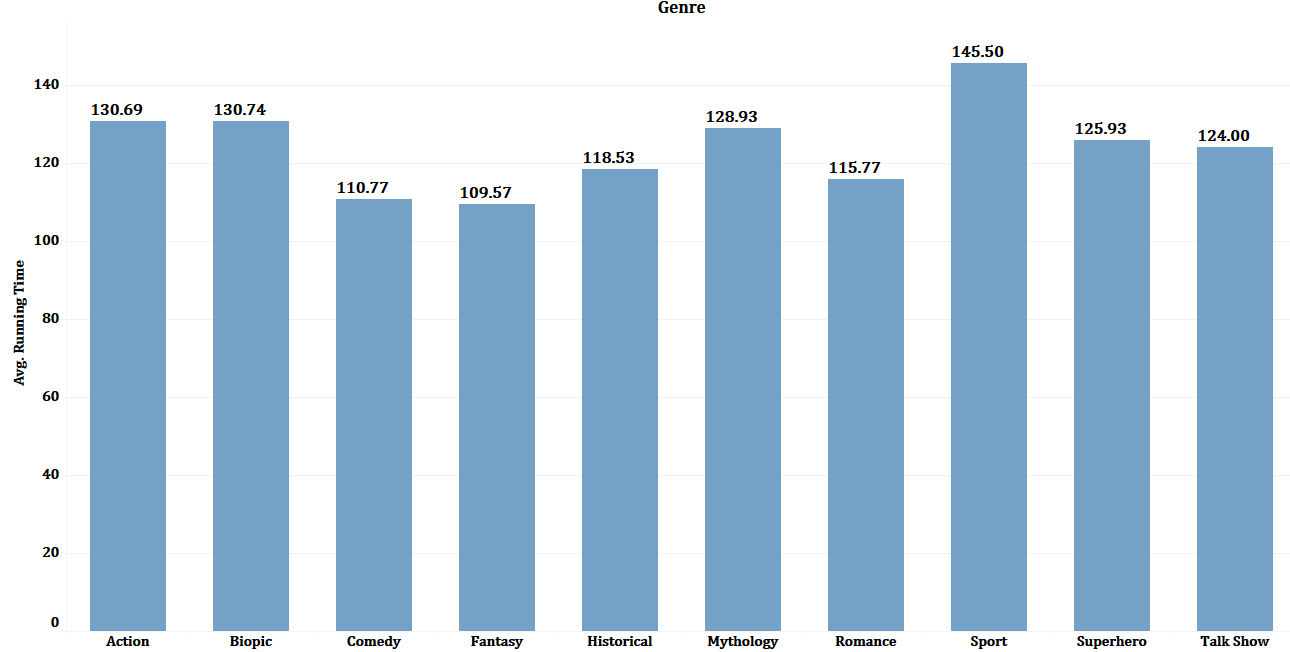 Genre
145.50
140
130.69
130.74
128.93
125.93
124.00
120
118.53
115.77
110.77
109.57
100
Avg. Running Time
80
60
40
20
0
Action
Biopic
Comedy
Fantasy
Historical
Mythology
Romance
Sport
Superhero
Talk Show